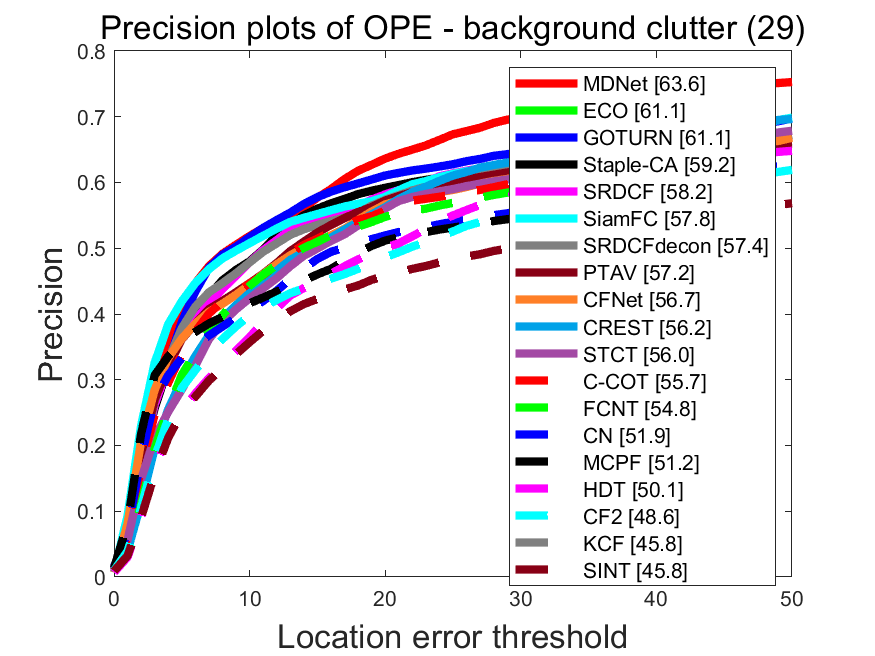 Precision plots of OPE - background clutter (29)
0.8
0.7
0.6
0.5
0.4
0.3
0.2
0.1
0
Precision
MDNet [63.6]
ECO [61.1]
GOTURN [61.1]
Staple-CA [59.2]
SRDCF [58.2]
SiamFC [57.8]
SRDCFdecon [57.4]
PTAV [57.2]
CFNet [56.7]
CREST [56.2]
STCT [56.0]
C-COT [55.7]
FCNT [54.8]
CN [51.9]
MCPF [51.2]
HDT [50.1]
CF2 [48.6]
KCF [45.8]
SINT [45.8]
0 10 20 30 40 50
Location error threshold